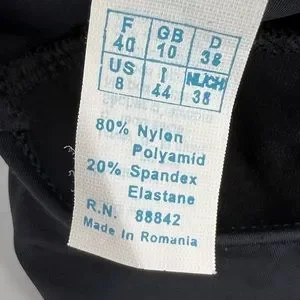 F GB D
40 10 38
US I NL/CH
8 44 38
80% Nylon
Polyamid
20% Spandex
Elastane
R.N. 88842
Made In Romania